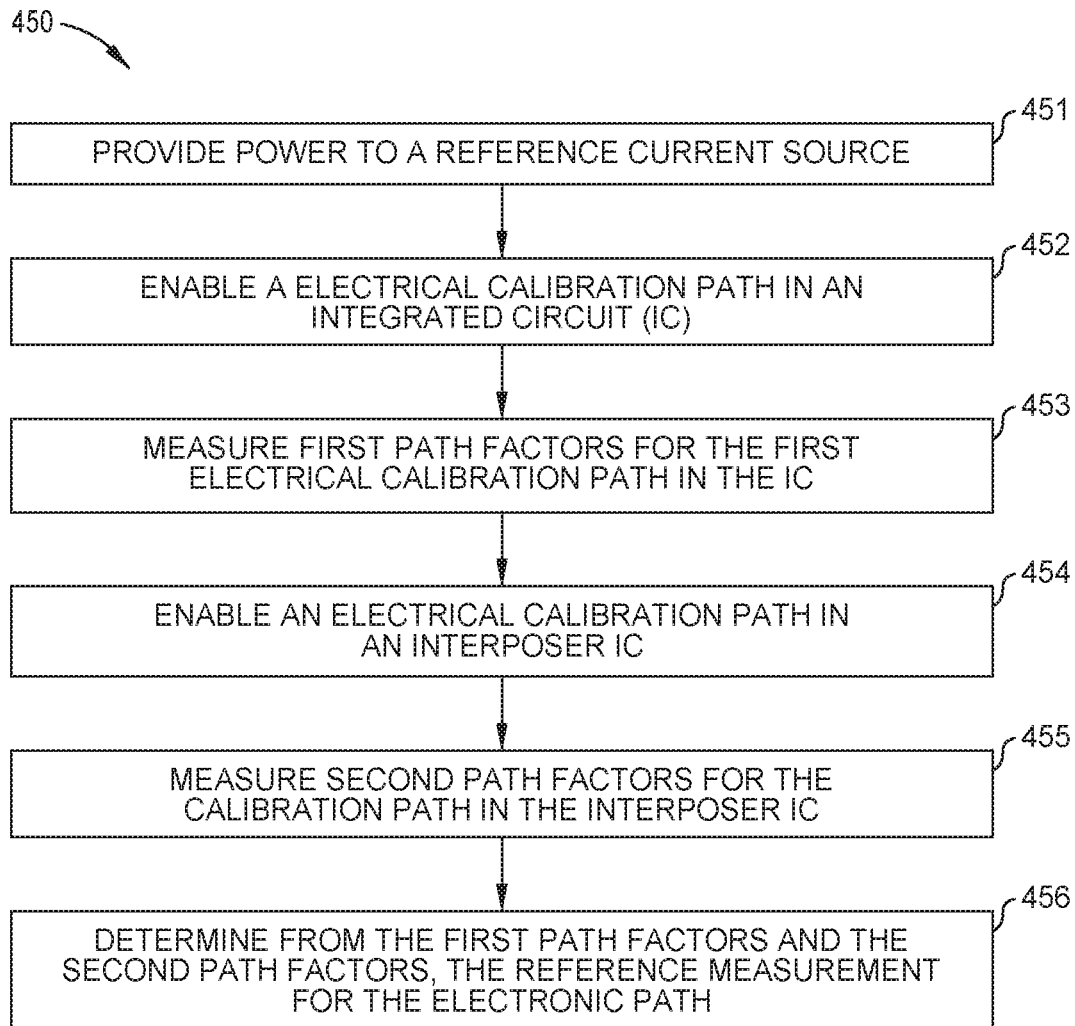 450
451
PROVIDE POWER TO A REFERENCE CURRENT SOURCE
452
ENABLE A ELECTRICAL CALIBRATION PATH IN AN
INTEGRATED CIRCUIT (IC)
453
MEASURE FIRST PATH FACTORS FOR THE FIRST
ELECTRICAL CALIBRATION PATH IN THE IC
454
ENABLE AN ELECTRICAL CALIBRATION PATH IN
AN INTERPOSER IC
455
MEASURE SECOND PATH FACTORS FOR THE
CALIBRATION PATH IN THE INTERPOSER IC
456
DETERMINE FROM THE FIRST PATH FACTORS AND THE
SECOND PATH FACTORS, THE REFERENCE MEASUREMENT
FOR THE ELECTRONIC PATH